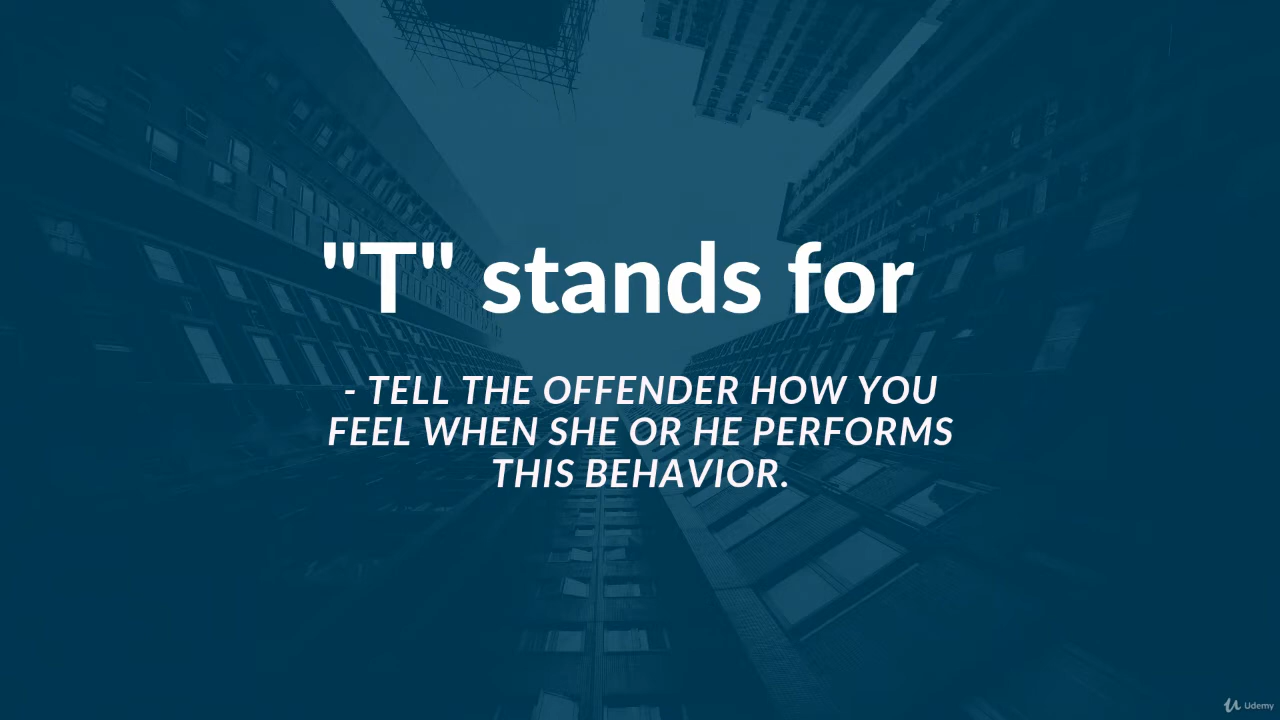 "T" stands for
- TELL THE OFFENDER HOW YOU
FEEL WHEN SHE OR HE PERFORMS
THIS BEHAVIOR.
Udemy